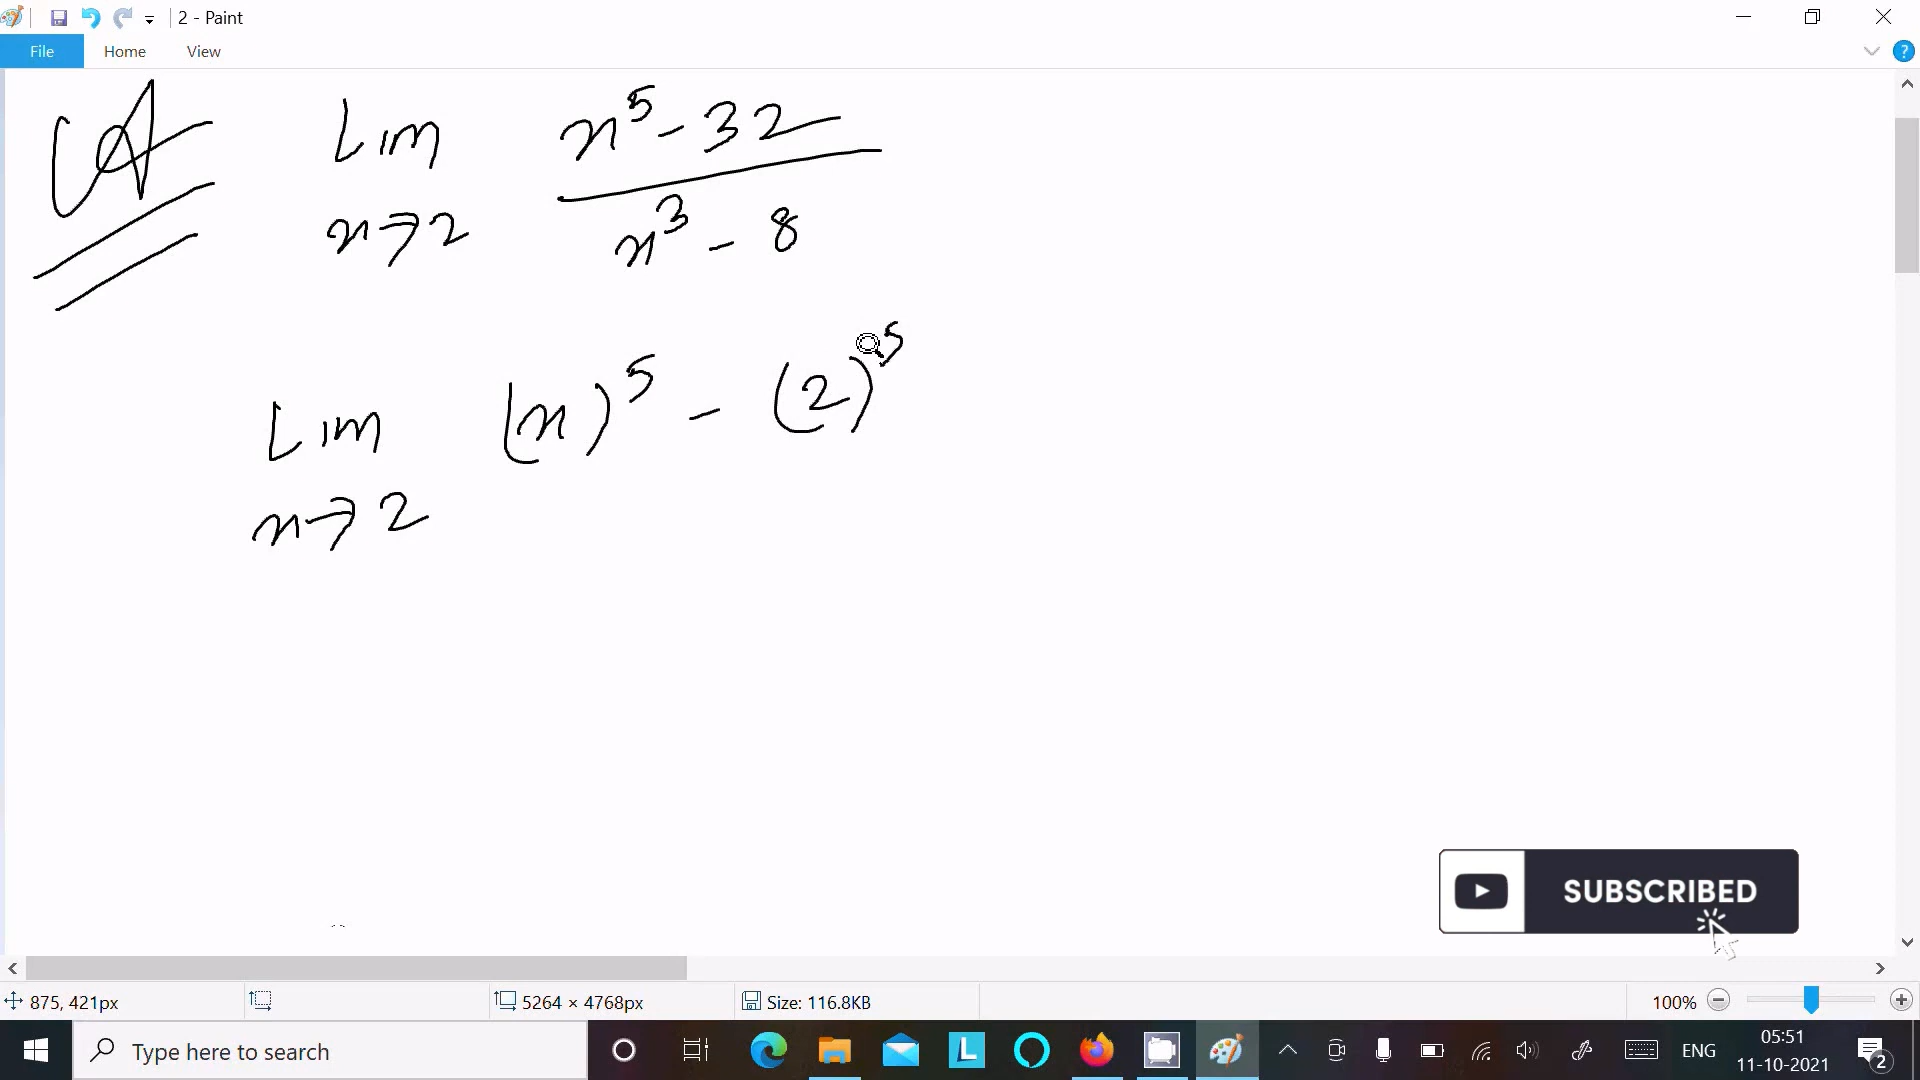 2 - Paint
File Home View
Lim x^5 - 32
x→2 x^3 - 8
Lim (x)^5 - (2)^5
x→2
SUBSCRIBED
875, 421px 5264 × 4768px Size: 116.8KB 100%
Type here to search
L
ENG
05:51
11-10-2021
2